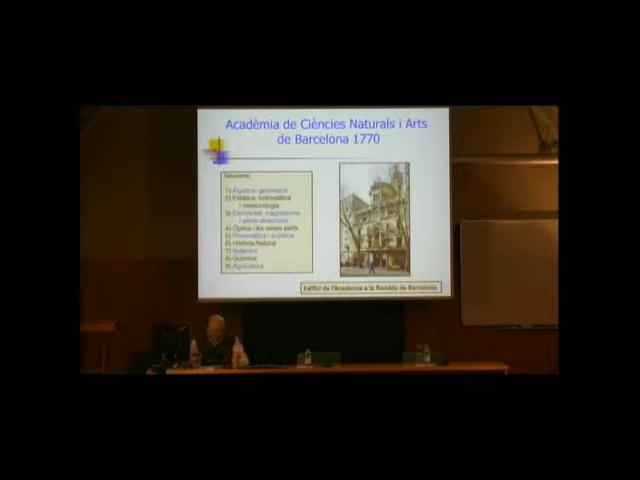 Acadèmia de Ciències Naturals i Arts
de Barcelona 1770
Seccions:
1) Àlgebra i geometria
2) Estàtica, hidrostàtica
i meteorologia
3) Electricitat, magnetisme
i altres atraccions
4) Òptica i les seves parts
5) Pneumàtica i acústica
6) Història Natural
7) Botànica
8) Química
9) Agricultura
Edifici de l'Acadèmia a la Rambla de Barcelona